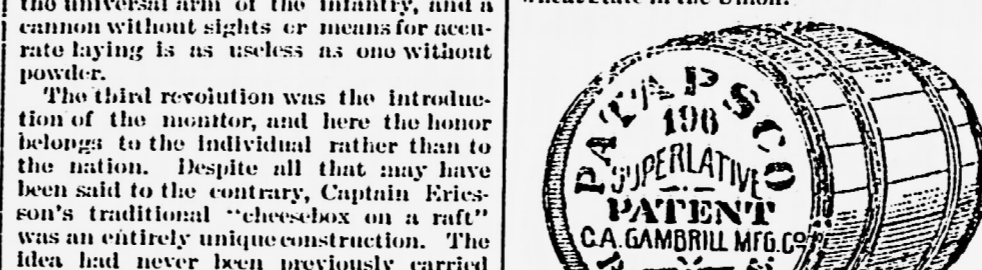 the universal arm of the infantry, and a
cannon without sights or means for accu-
rate laying is as useless as one without
powder.
The third revolution was the introduc-
tion of the monitor, and here the honor
belongs to the individual rather than to
the nation. Despite all that may have
been said to the contrary, Captain Erics-
son's traditional "cheesebox on a raft"
was an entirely unique construction. The
idea had never been previously carried
in the Union.
PATAPSCO
196
SUPERLATIVE
PATENT
C.A. GAMBRILL MFG. CO.